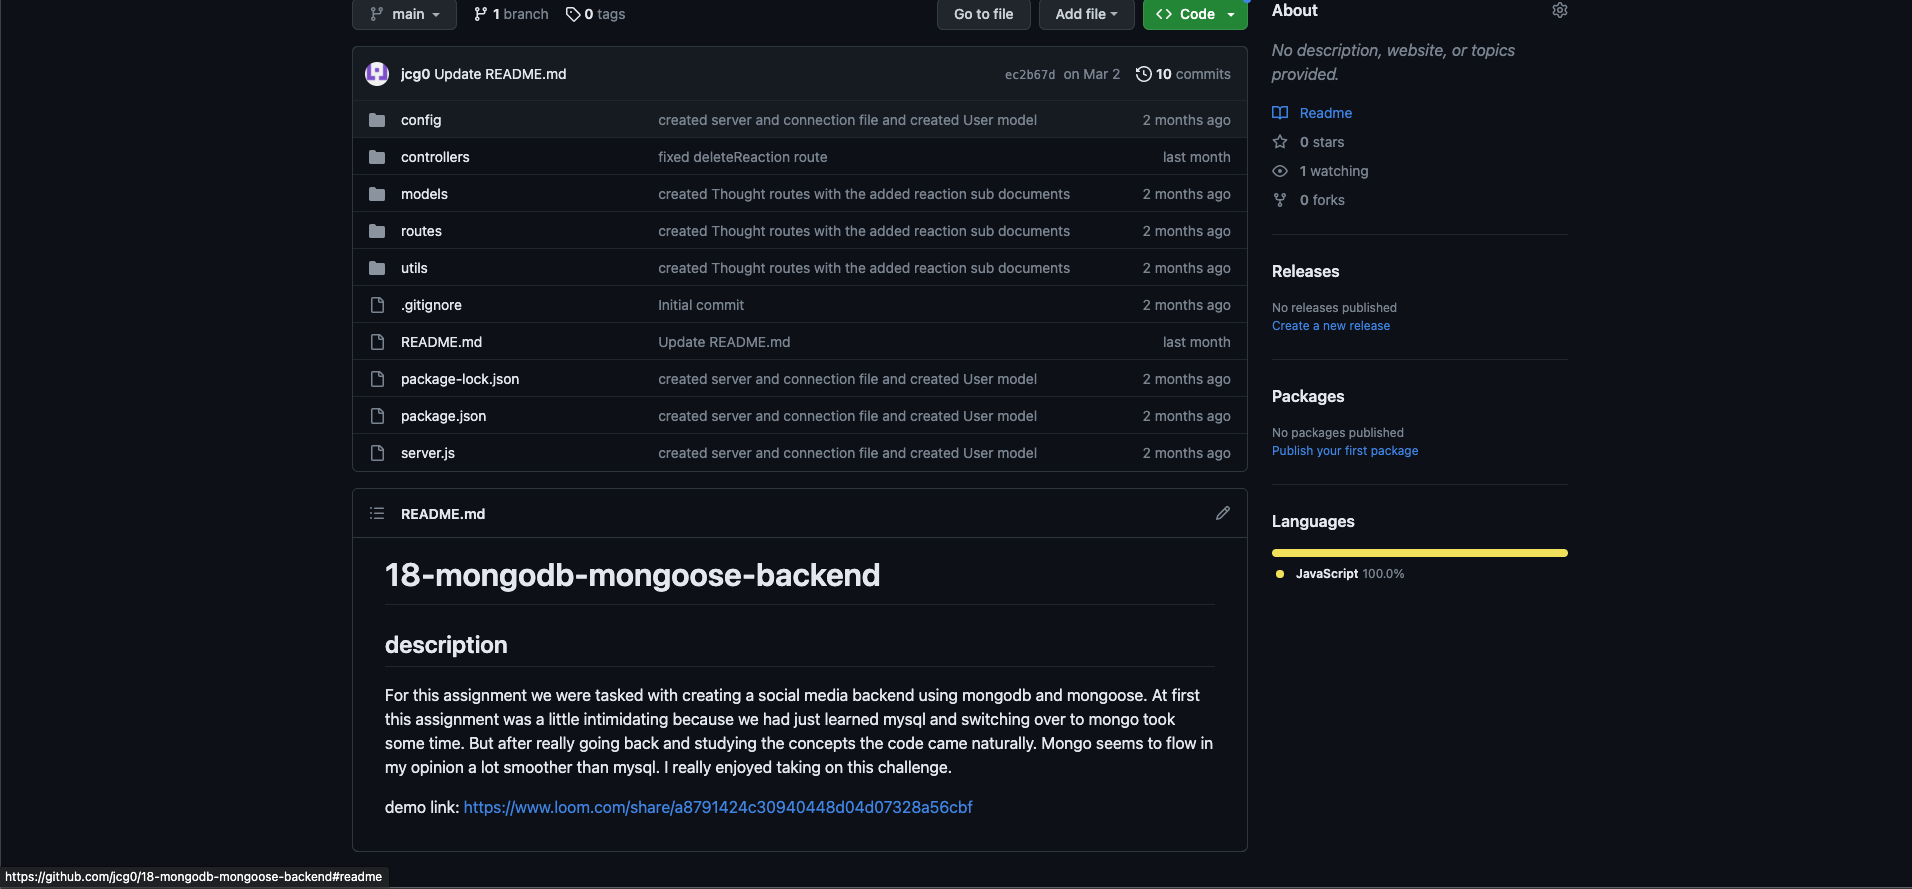 main 1 branch 0 tags Go to file Add file Code
jcg0 Update README.md ec2b67d on Mar 2 10 commits
config created server and connection file and created User model 2 months ago
controllers fixed deleteReaction route last month
models created Thought routes with the added reaction sub documents 2 months ago
routes created Thought routes with the added reaction sub documents 2 months ago
utils created Thought routes with the added reaction sub documents 2 months ago
.gitignore Initial commit 2 months ago
README.md Update README.md last month
package-lock.json created server and connection file and created User model 2 months ago
package.json created server and connection file and created User model 2 months ago
server.js created server and connection file and created User model 2 months ago
README.md
18-mongodb-mongoose-backend
description
For this assignment we were tasked with creating a social media backend using mongodb and mongoose. At first
this assignment was a little intimidating because we had just learned mysql and switching over to mongo took
some time. But after really going back and studying the concepts the code came naturally. Mongo seems to flow in
my opinion a lot smoother than mysql. I really enjoyed taking on this challenge.
demo link: https://www.loom.com/share/a8791424c30940448d04d07328a56cbf
About
No description, website, or topics
provided.
Readme
0 stars
1 watching
0 forks
Releases
No releases published
Create a new release
Packages
No packages published
Publish your first package
Languages
JavaScript 100.0%
https://github.com/jcg0/18-mongodb-mongoose-backend#readme